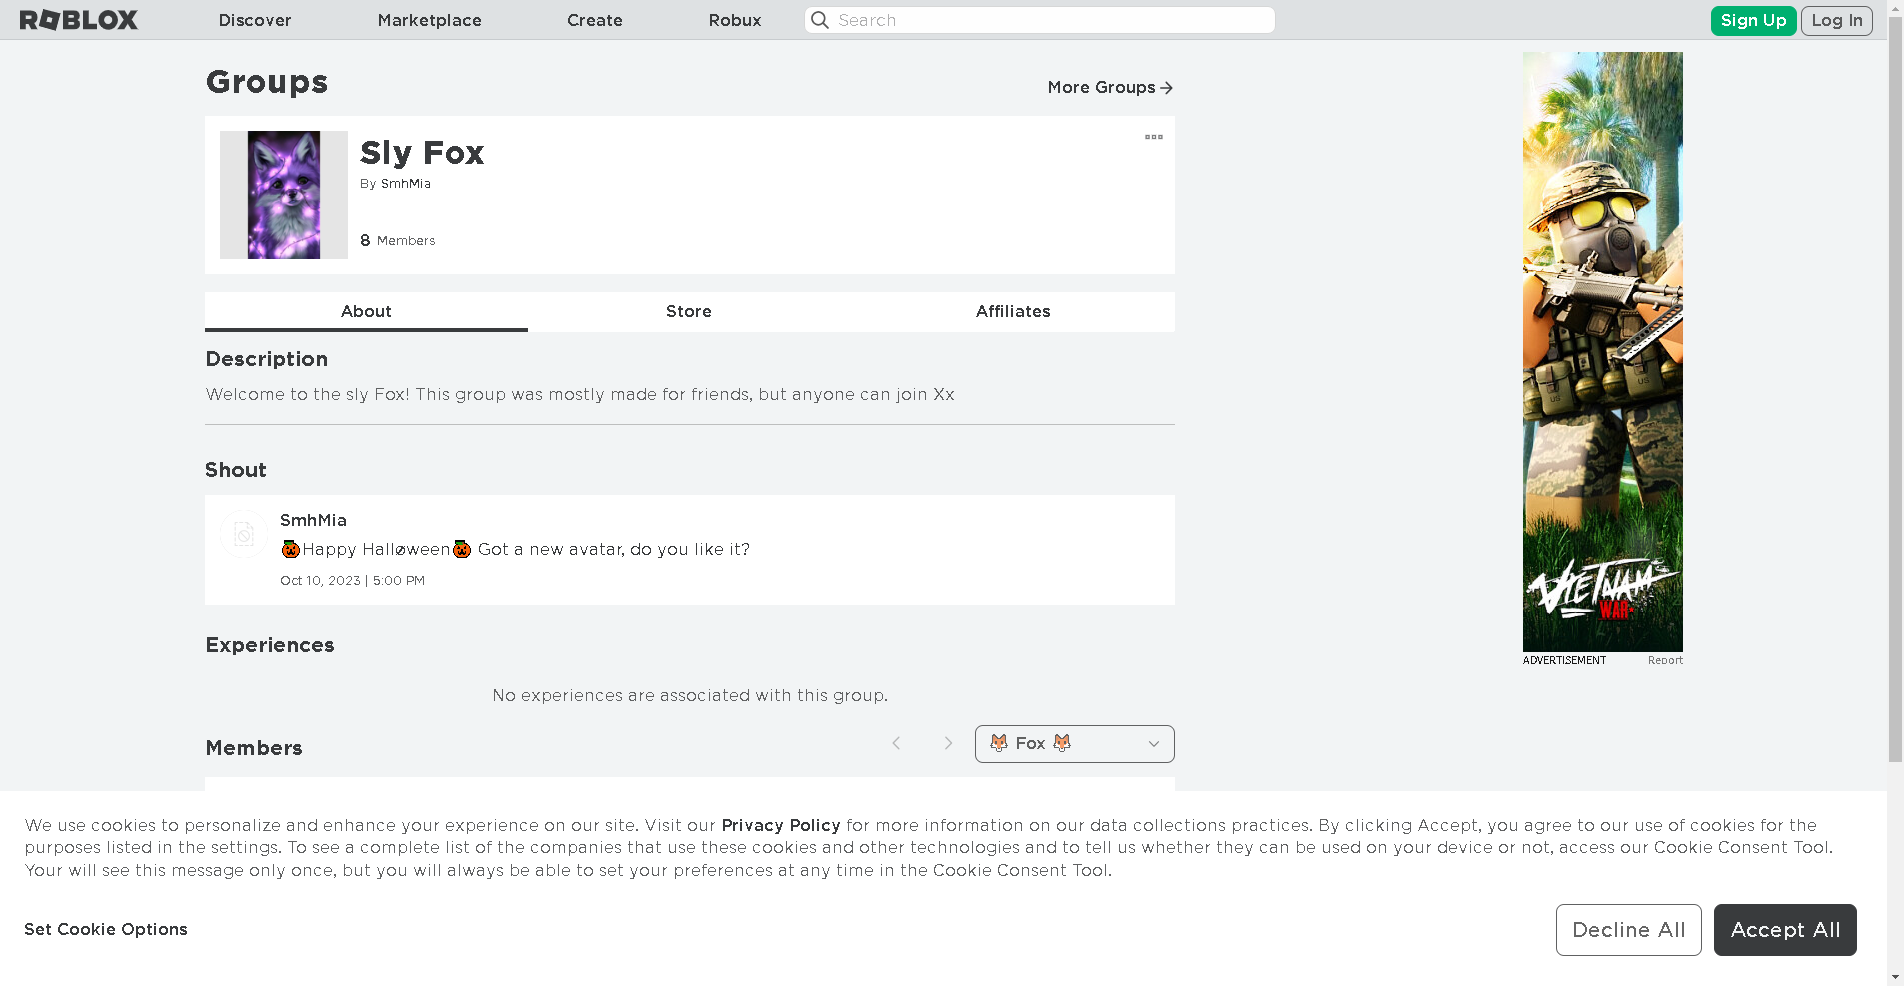 ROBLOX Discover Marketplace Create Robux Search Sign Up Log In
Groups
More Groups
Sly Fox
By SmhMia
8 Members
About Store Affiliates
Description
Welcome to the sly Fox! This group was mostly made for friends, but anyone can join Xx
Shout
SmhMia
🎃Happy Halløween🎃 Got a new avatar, do you like it?
Oct 10, 2023 | 5:00 PM
Experiences
No experiences are associated with this group.
Members
🦊 Fox 🦊
VIETNAM
WAR
US
US
ADVERTISEMENT Report
We use cookies to personalize and enhance your experience on our site. Visit our Privacy Policy for more information on our data collections practices. By clicking Accept, you agree to our use of cookies for the
purposes listed in the settings. To see a complete list of the companies that use these cookies and other technologies and to tell us whether they can be used on your device or not, access our Cookie Consent Tool.
Your will see this message only once, but you will always be able to set your preferences at any time in the Cookie Consent Tool.
Set Cookie Options
Decline All
Accept All